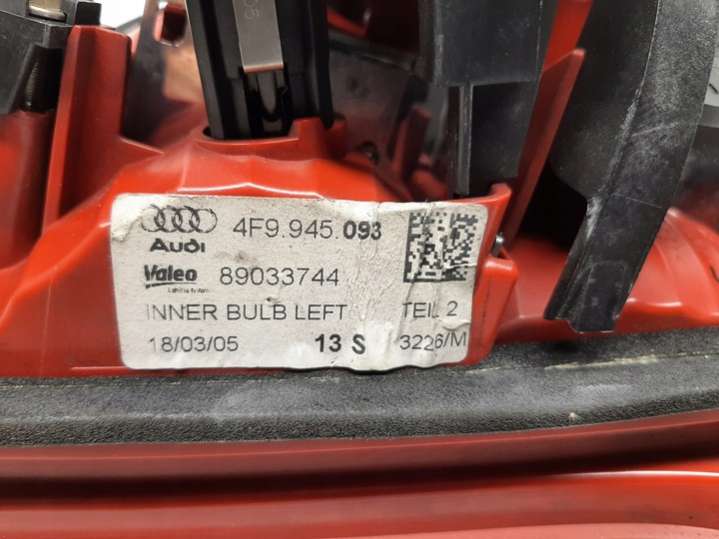 Audi 4F9.945.093
Valeo 89033744
INNER BULB LEFT TEIL 2
18/03/05 13 S 3226/M